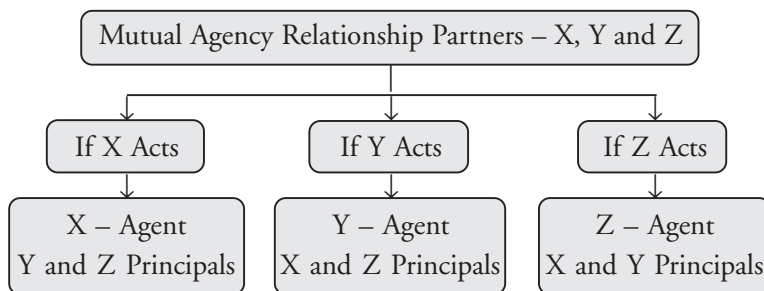 Mutual Agency Relationship Partners – X, Y and Z
If X Acts
If Y Acts
If Z Acts
X – Agent
Y and Z Principals
Y – Agent
X and Z Principals
Z – Agent
X and Y Principals